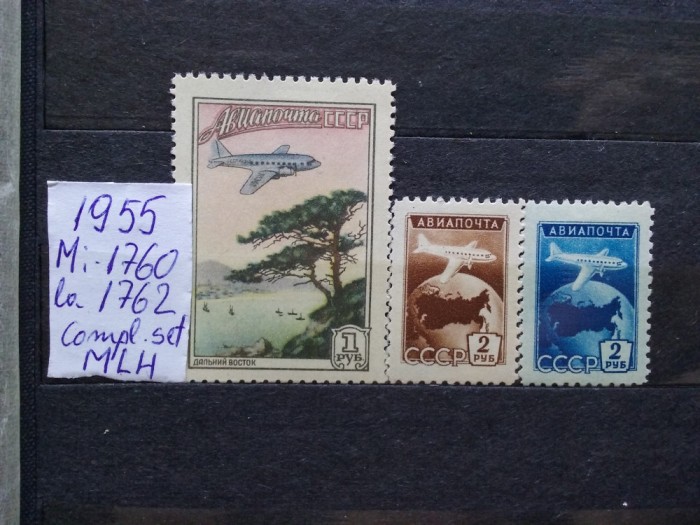 1955
Mi-1760
la 1762
compl. set
MLH
Авиапочта СССР
1
РУБ
ДАЛЬНИЙ ВОСТОК
АВИАПОЧТА
СССР
2
РУБ
АВИАПОЧТА
СССР
2
РУБ